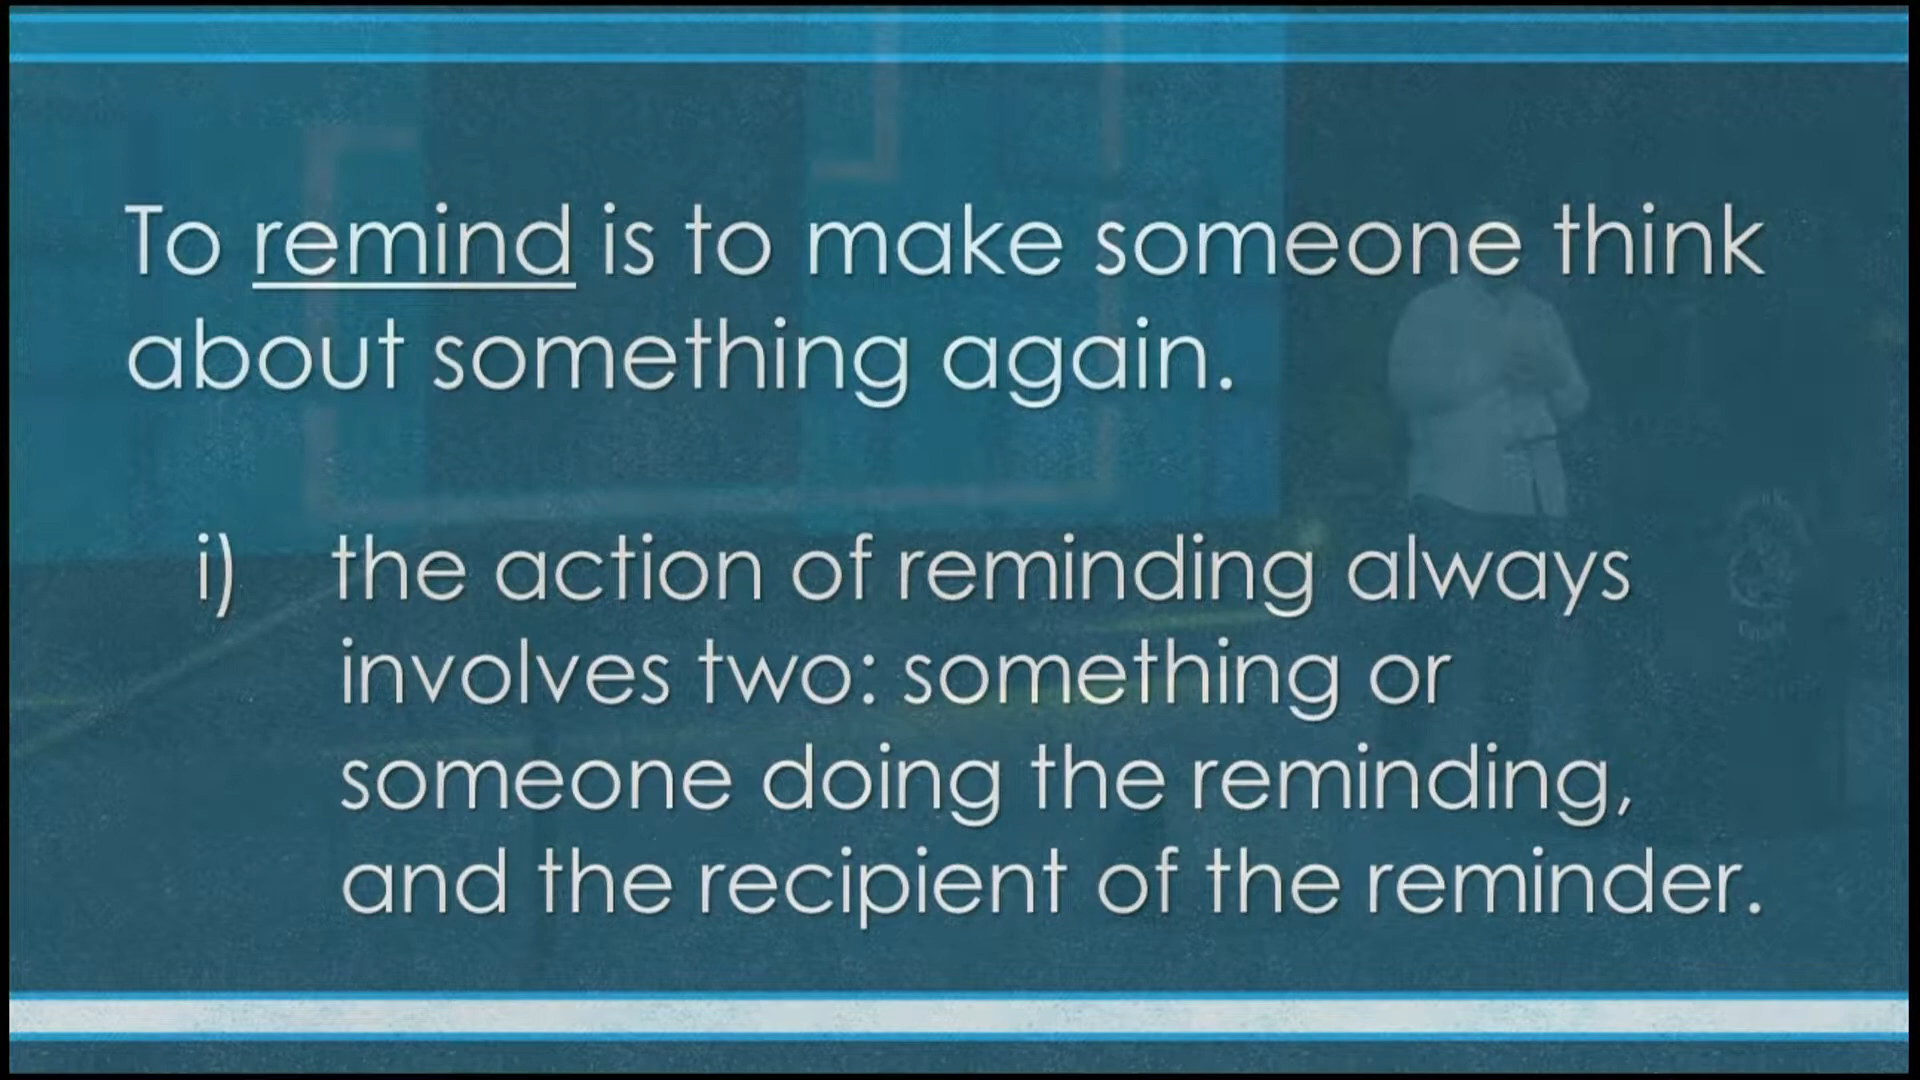 To remind is to make someone think
about something again.
i) the action of reminding always
involves two: something or
someone doing the reminding,
and the recipient of the reminder.